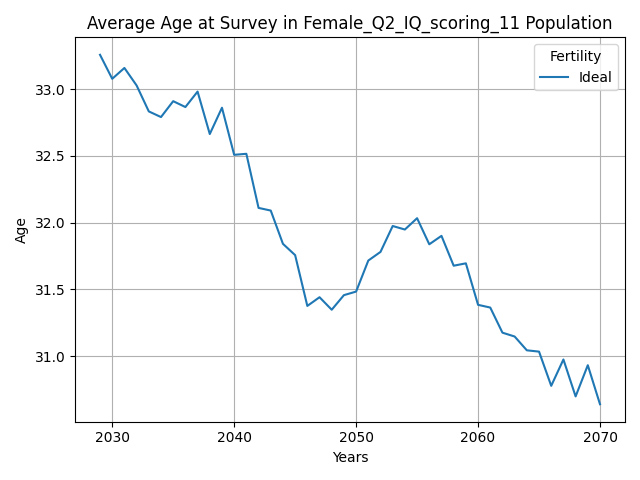 Average Age at Survey in Female_Q2_IQ_scoring_11 Population
Fertility
Ideal
33.0
32.5
32.0
31.5
31.0
Age
2030 2040 2050 2060 2070
Years